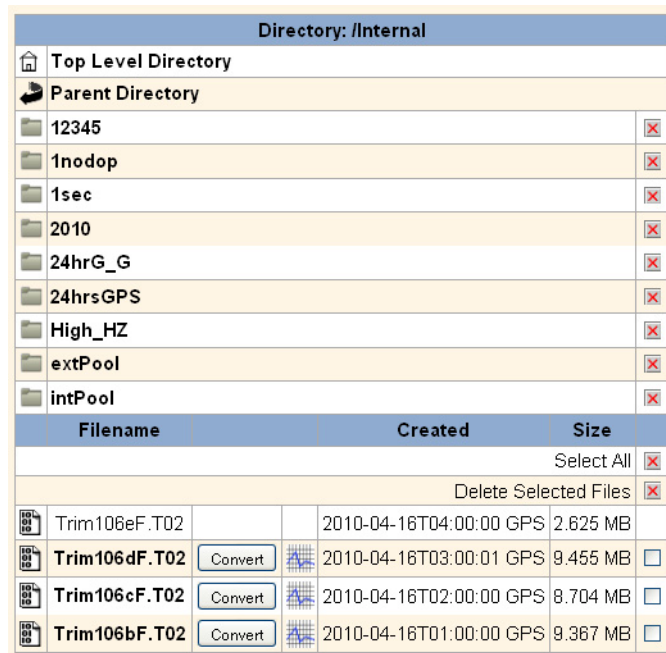 Directory: /Internal
Top Level Directory
Parent Directory
12345
1nodop
1sec
2010
24hrG_G
24hrsGPS
High_HZ
extPool
intPool
Filename Created Size
Select All
Delete Selected Files
Trim106eF.T02 2010-04-16T04:00:00 GPS 2.625 MB
Trim106dF.T02 Convert 2010-04-16T03:00:01 GPS 9.455 MB
Trim106cF.T02 Convert 2010-04-16T02:00:00 GPS 8.704 MB
Trim106bF.T02 Convert 2010-04-16T01:00:00 GPS 9.367 MB